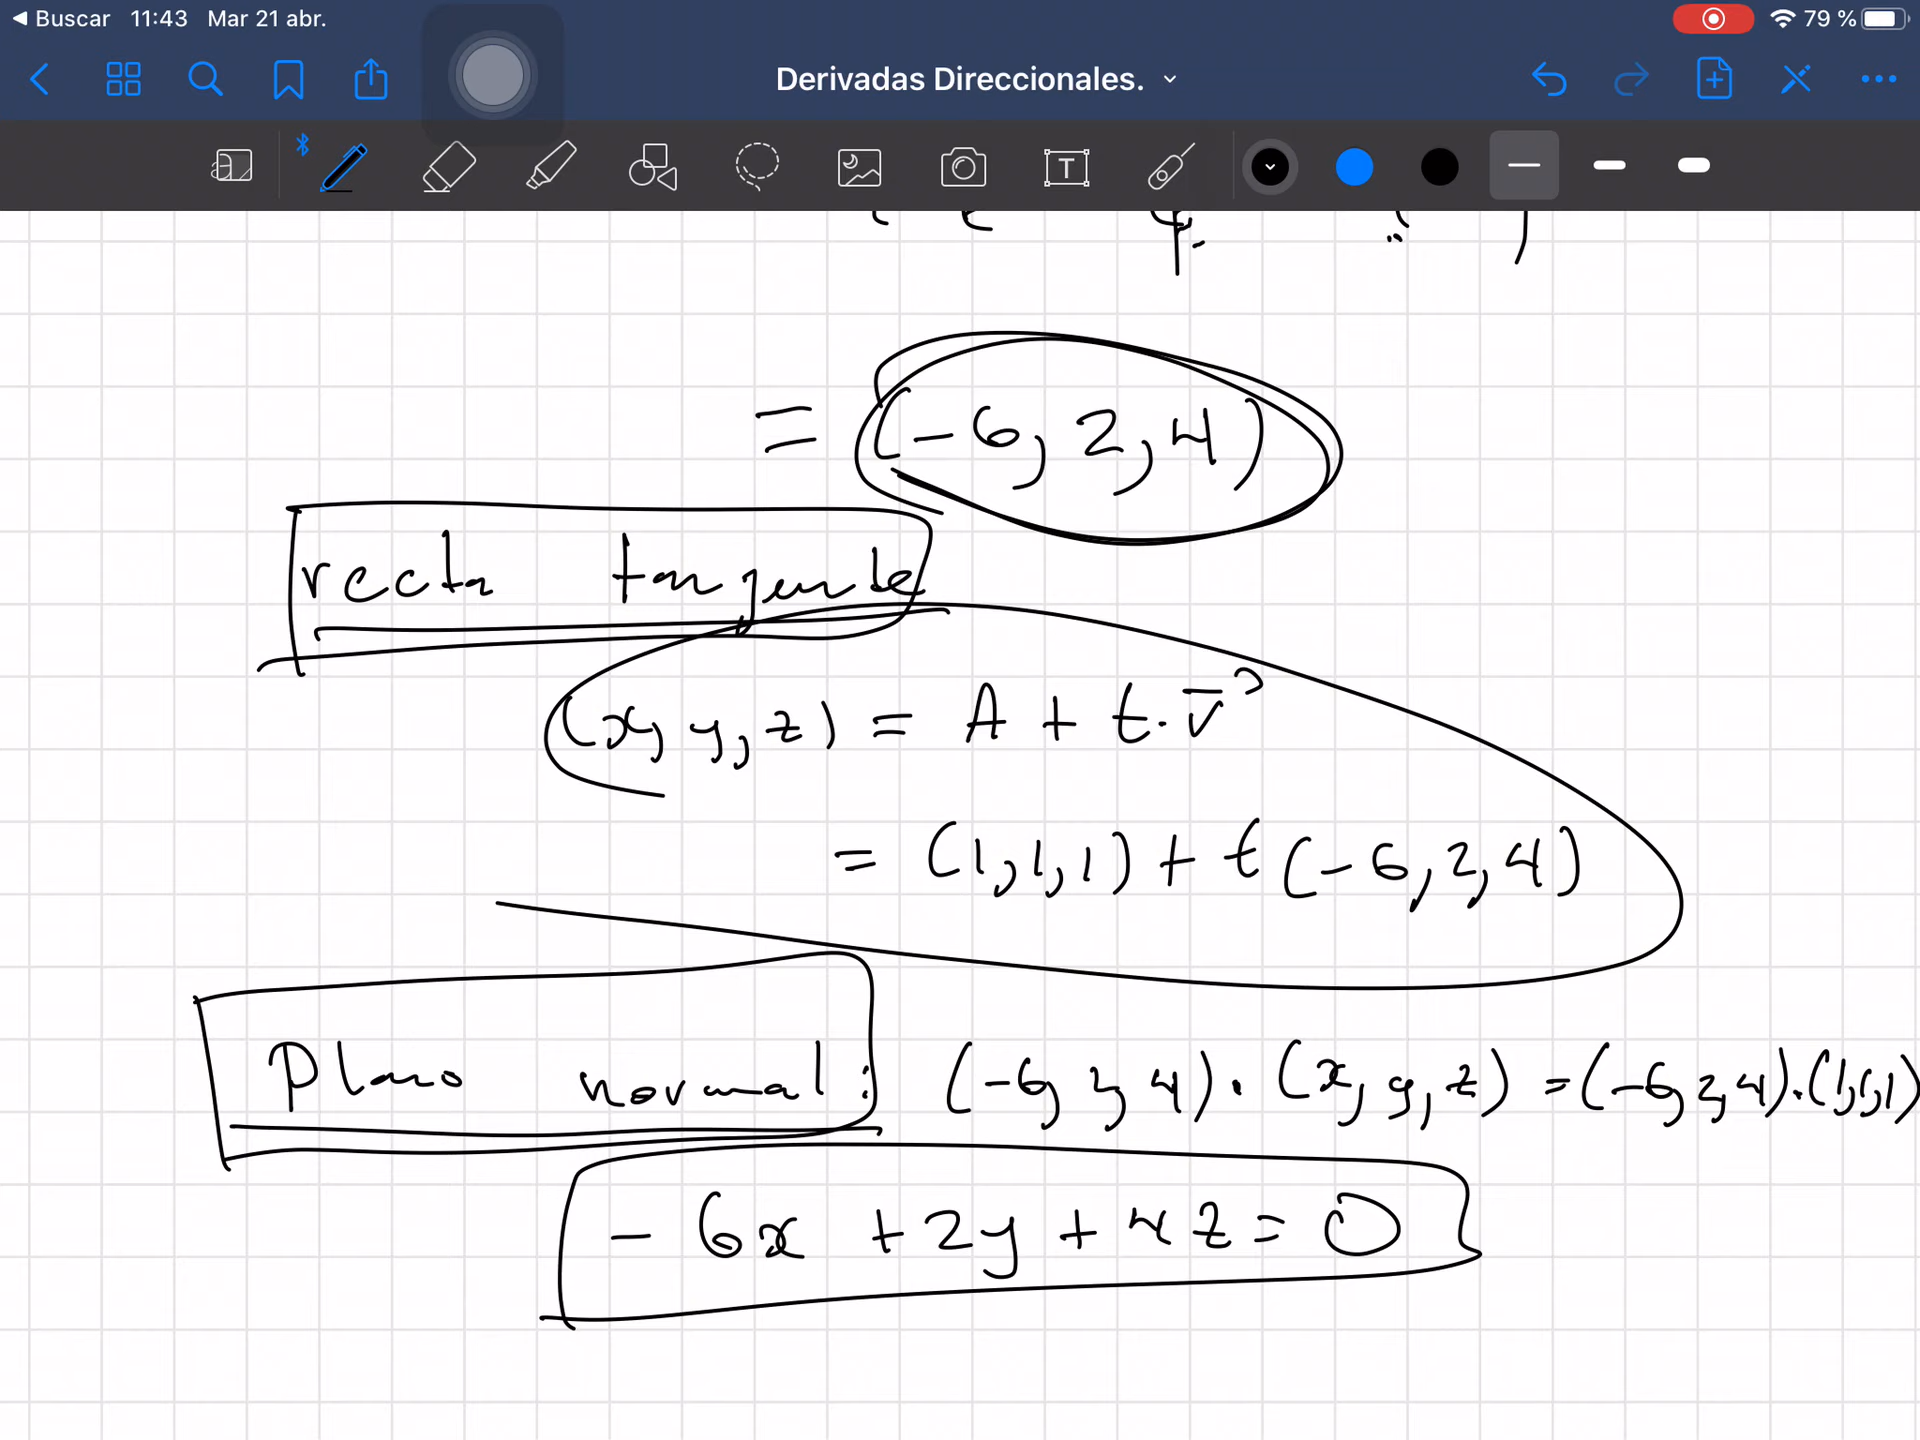 Buscar 11:43 Mar 21 abr. 79 %
Derivadas Direccionales.
T
= (-6, 2, 4)
recta tangente
(x, y, z) = A + t · v
= (1, 1, 1) + t (-6, 2, 4)
Plano normal: (-6, 2, 4) · (x, y, z) = (-6, 2, 4) · (1, 1, 1)
- 6x + 2y + 4z = 0